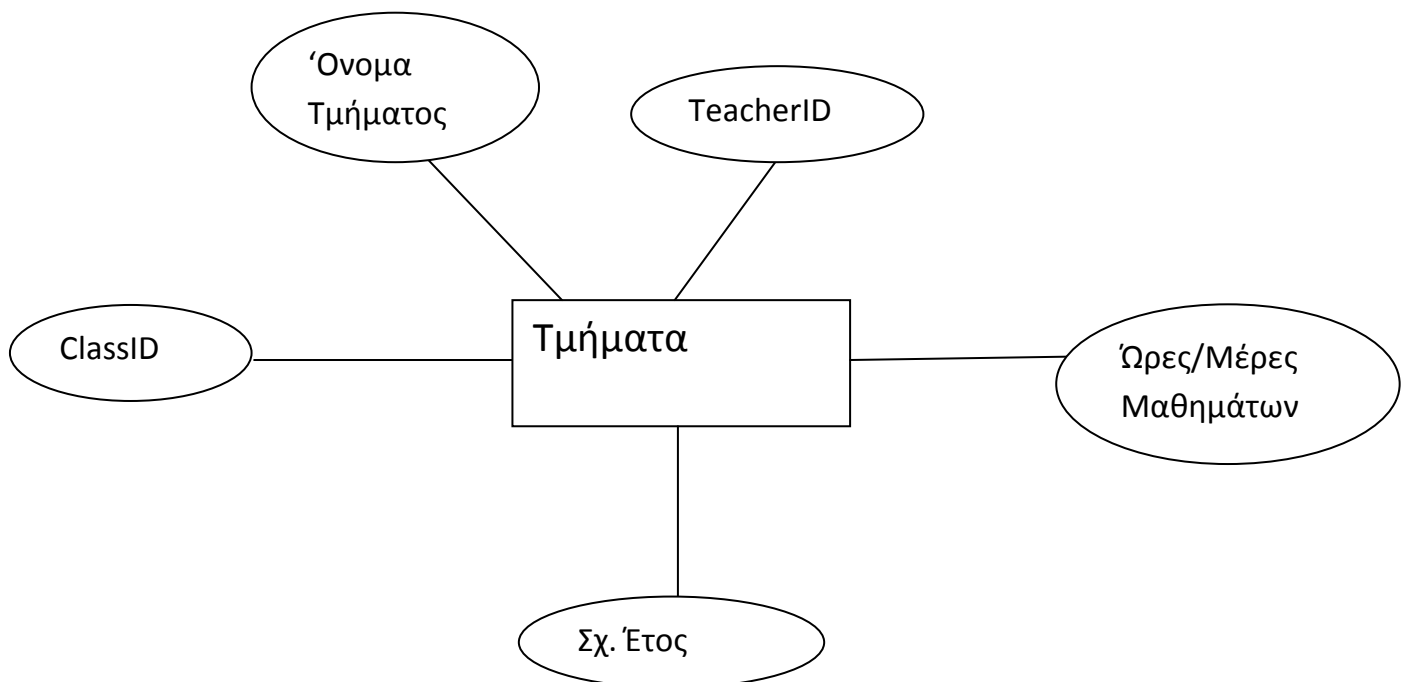 ‘Ονομα
Τμήματος
TeacherID
ClassID
Τμήματα
Ώρες/Μέρες
Μαθημάτων
Σχ. Έτος